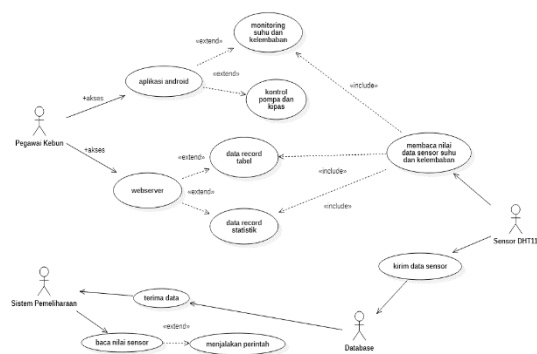 monitoring
suhu dan
kelembaban
«extend»
aplikasi android
«extend»
kontrol
pompa dan
kipas
«include»
+akses
Pegawai Kebun
+akses
membaca nilai
data sensor suhu
dan kelembaban
«extend»
data record
tabel
«include»
webserver
«extend»
data record
statistik
«include»
Sensor DHT11
kirim data sensor
Sistem Pemeliharaan
terima data
«extend»
baca nilai sensor
menjalakan perintah
Database